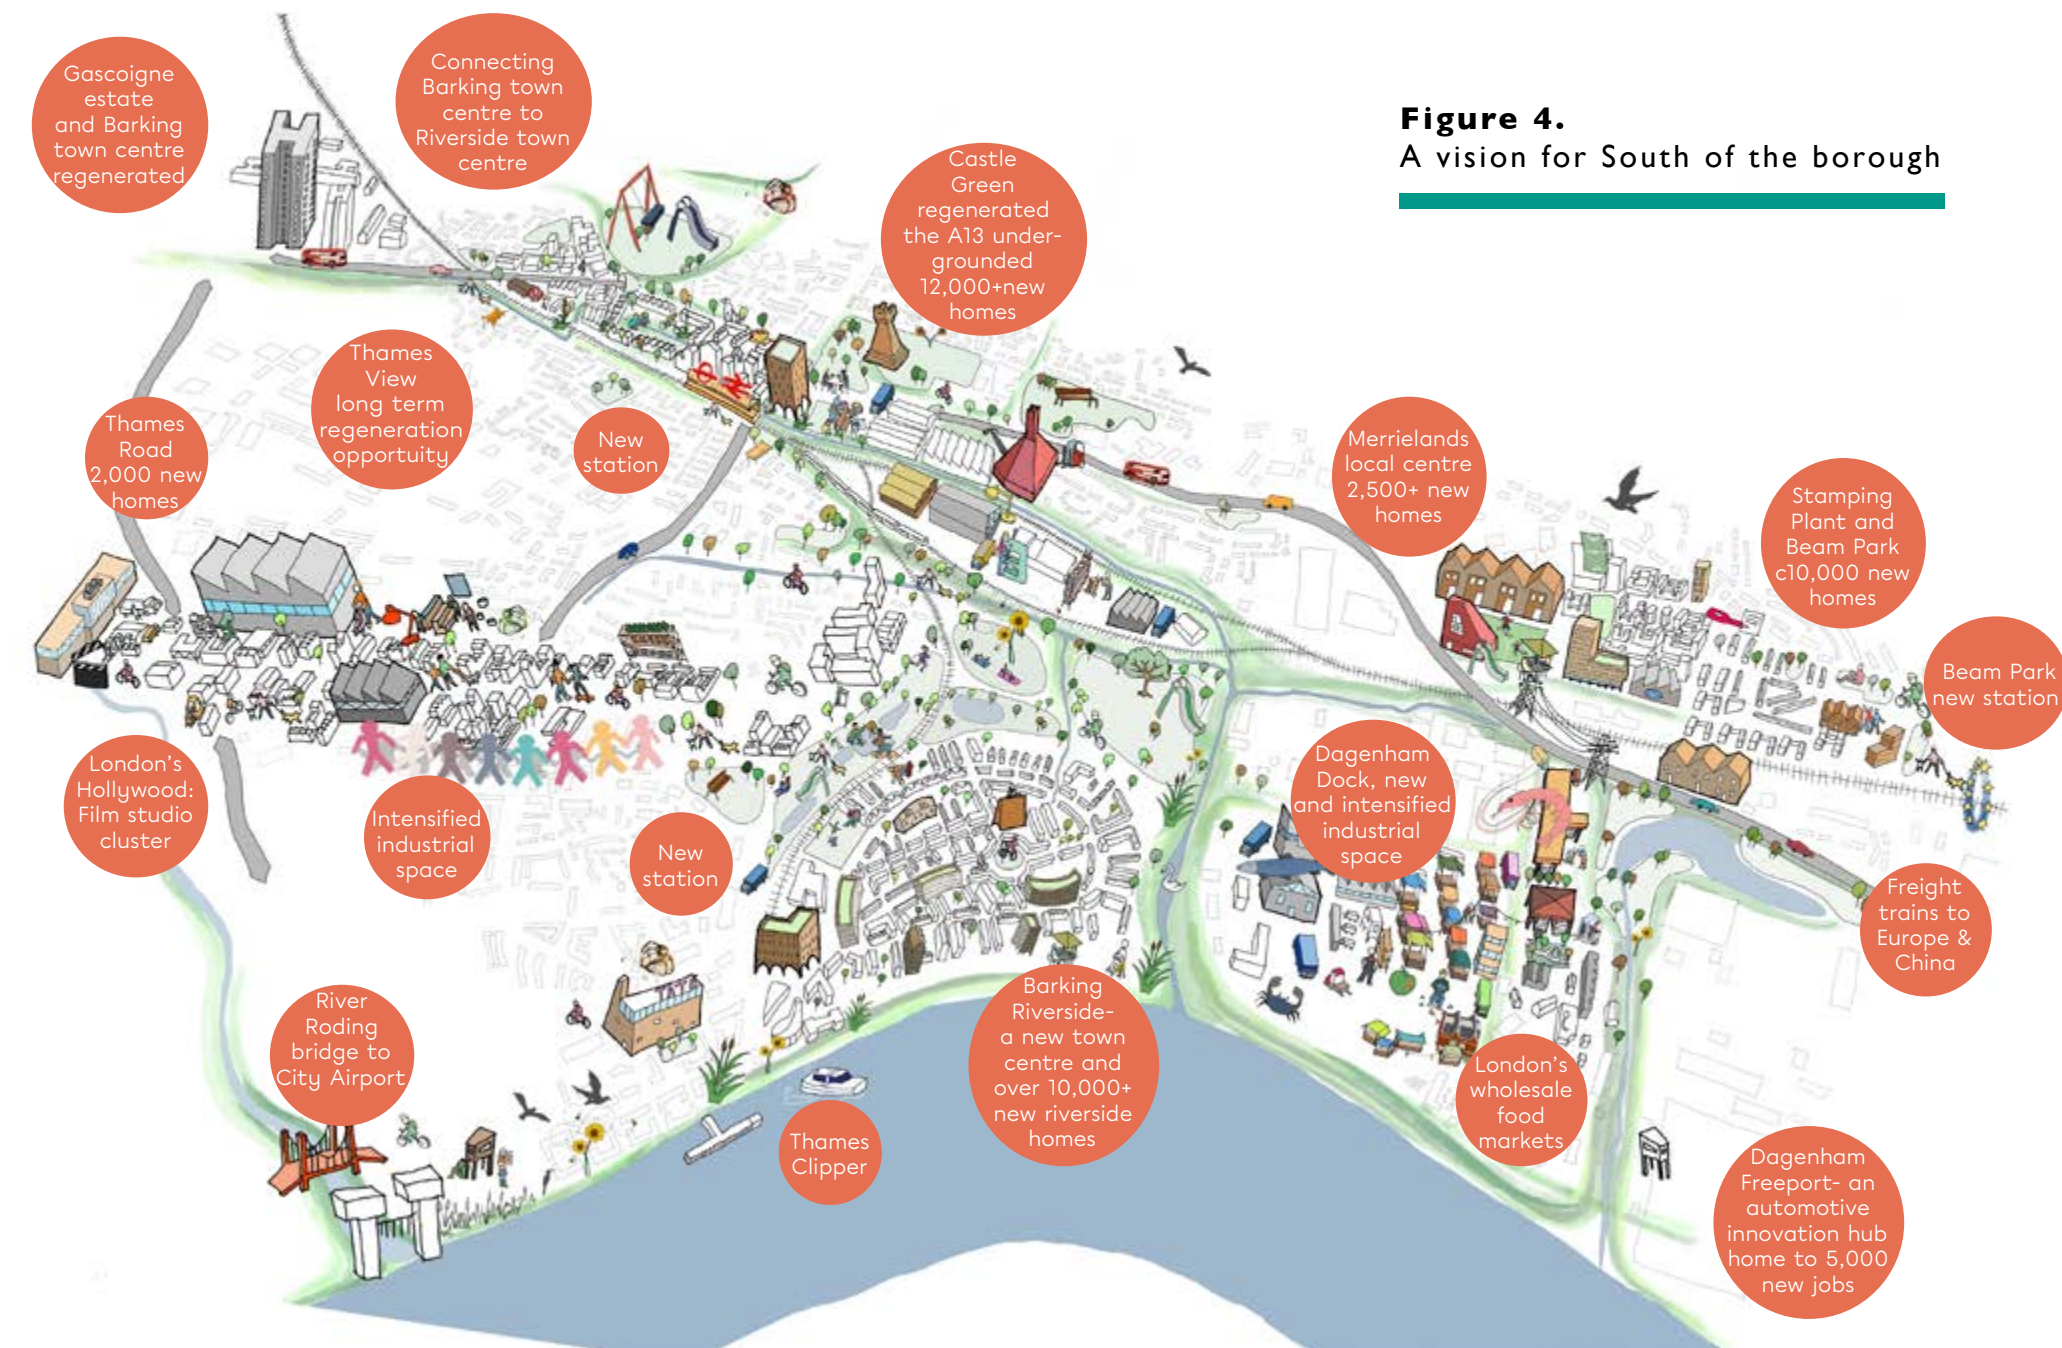 Figure 4.
A vision for South of the borough
Gascoigne
estate
and Barking
town centre
regenerated
Connecting
Barking town
centre to
Riverside town
centre
Castle
Green
regenerated
the A13 under-
grounded
12,000+new
homes
Thames
View
long term
regeneration
opportuity
Thames
Road
2,000 new
homes
New
station
Merrielands
local centre
2,500+ new
homes
Stamping
Plant and
Beam Park
c10,000 new
homes
Beam Park
new station
London's
Hollywood:
Film studio
cluster
Intensified
industrial
space
New
station
Dagenham
Dock, new
and intensified
industrial
space
Freight
trains to
Europe &
China
River
Roding
bridge to
City Airport
TATE
Thames
Clipper
Barking
Riverside-
a new town
centre and
over 10,000+
new riverside
homes
London's
wholesale
food
markets
Dagenham
Freeport- an
automotive
innovation hub
home to 5,000
new jobs